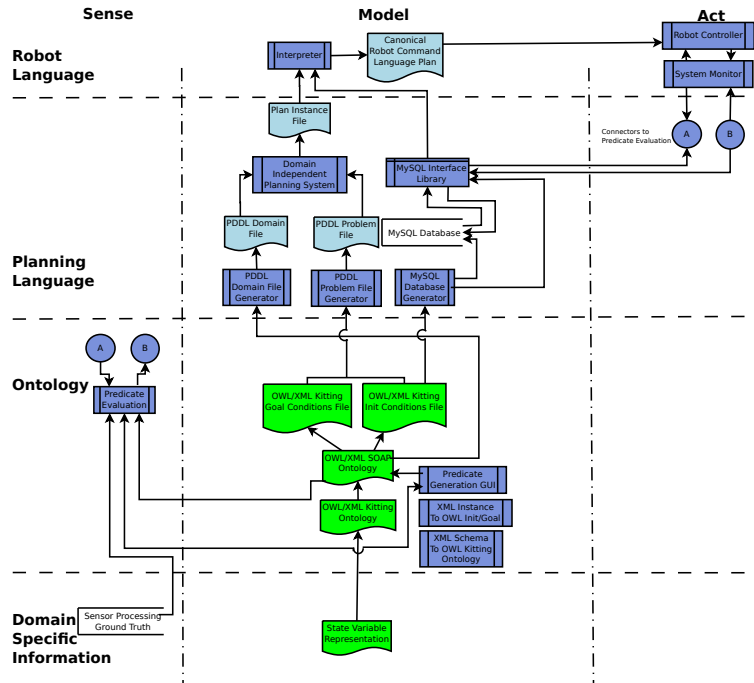 Sense
Model
Act
Robot
Language
Interpreter
Canonical
Robot Command
Language Plan
Robot Controller
System Monitor
Plan Instance
File
Connectors to
Predicate Evaluation
A
B
Domain
Independent
Planning System
MySQL Interface
Library
PDDL Domain
File
PDDL Problem
File
MySQL Database
Planning
Language
PDDL
Domain File
Generator
PDDL
Problem File
Generator
MySQL
Database
Generator
A
B
Ontology
Predicate
Evaluation
OWL/XML Kitting
Goal Conditions File
OWL/XML Kitting
Init Conditions File
OWL/XML SOAP
Ontology
Predicate
Generation GUI
OWL/XML Kitting
Ontology
XML Instance
To OWL Init/Goal
XML Schema
To OWL Kitting
Ontology
Domain
Specific
Information
Sensor Processing
Ground Truth
State Variable
Representation